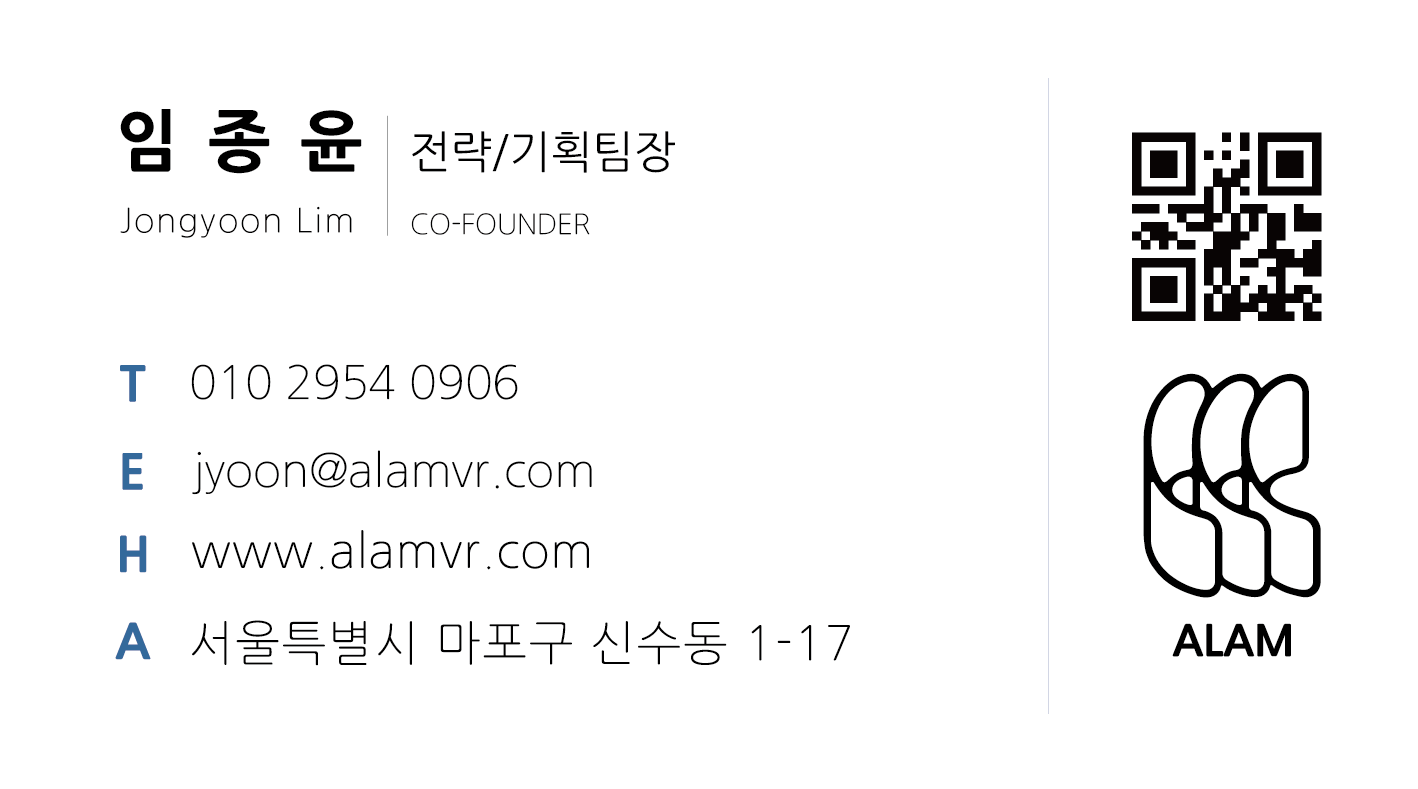 임종윤
전략/기획팀장
Jongyoon Lim
CO-FOUNDER
T 010 2954 0906
E jyoon@alamvr.com
H www.alamvr.com
A 서울특별시 마포구 신수동 1-17
ALAM